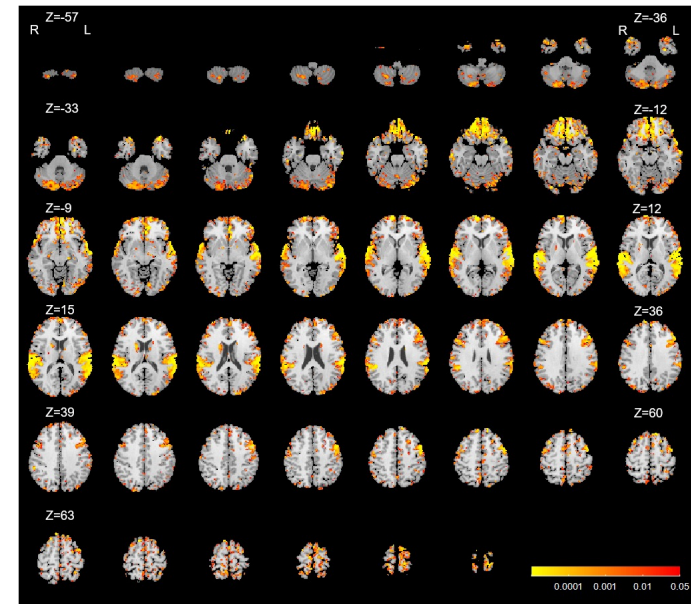 Z=-57 Z=-36
R L R L
Z=-33 Z=-12
Z=-9 Z=12
Z=15 Z=36
Z=39 Z=60
Z=63
0.0001 0.001 0.01 0.05